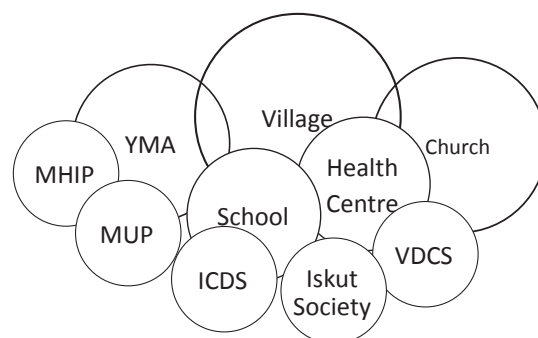 Village
YMA
Church
Health
Centre
MHIP
School
MUP
VDCS
ICDS
Iskut
Society